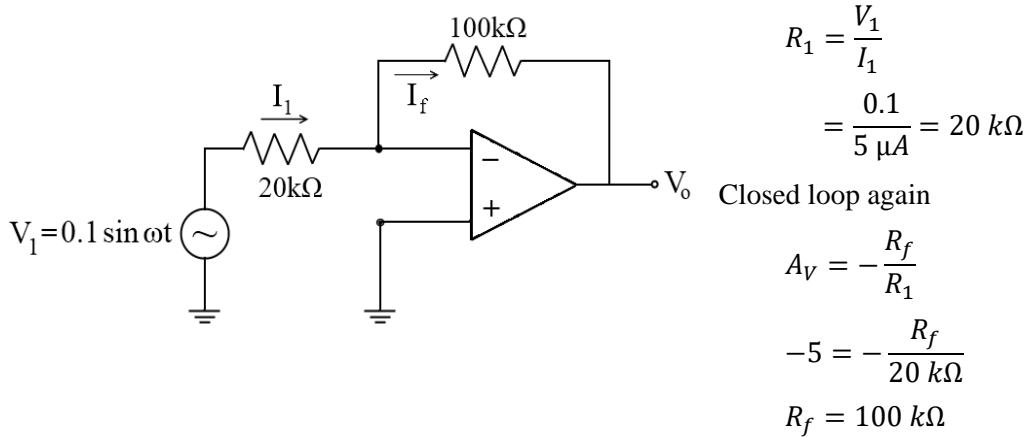 100kΩ
I_f
I_1
20kΩ
V_1=0.1 sin ωt
~
−
+
V_o
R_1 = V_1/I_1
= 0.1/5 μA = 20 kΩ
Closed loop again
A_V = −R_f/R_1
−5 = −R_f/20 kΩ
R_f = 100 kΩ